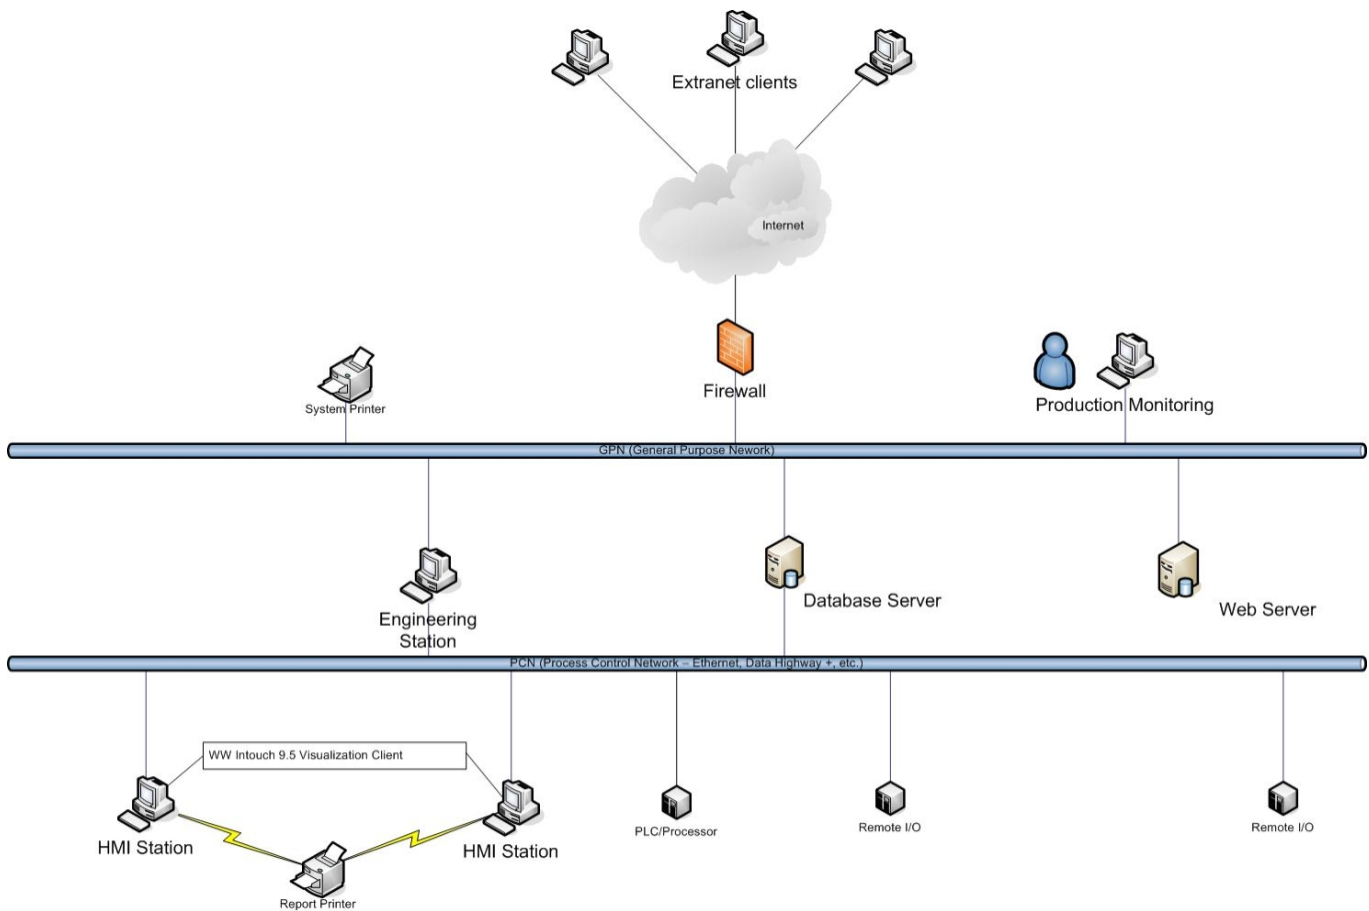 Extranet clients
Internet
Firewall
System Printer
Production Monitoring
GPN (General Purpose Nework)
Engineering
Station
Database Server
Web Server
PCN (Process Control Network – Ethernet, Data Highway +, etc.)
WW Intouch 9.5 Visualization Client
HMI Station
HMI Station
PLC/Processor
Remote I/O
Remote I/O
Report Printer